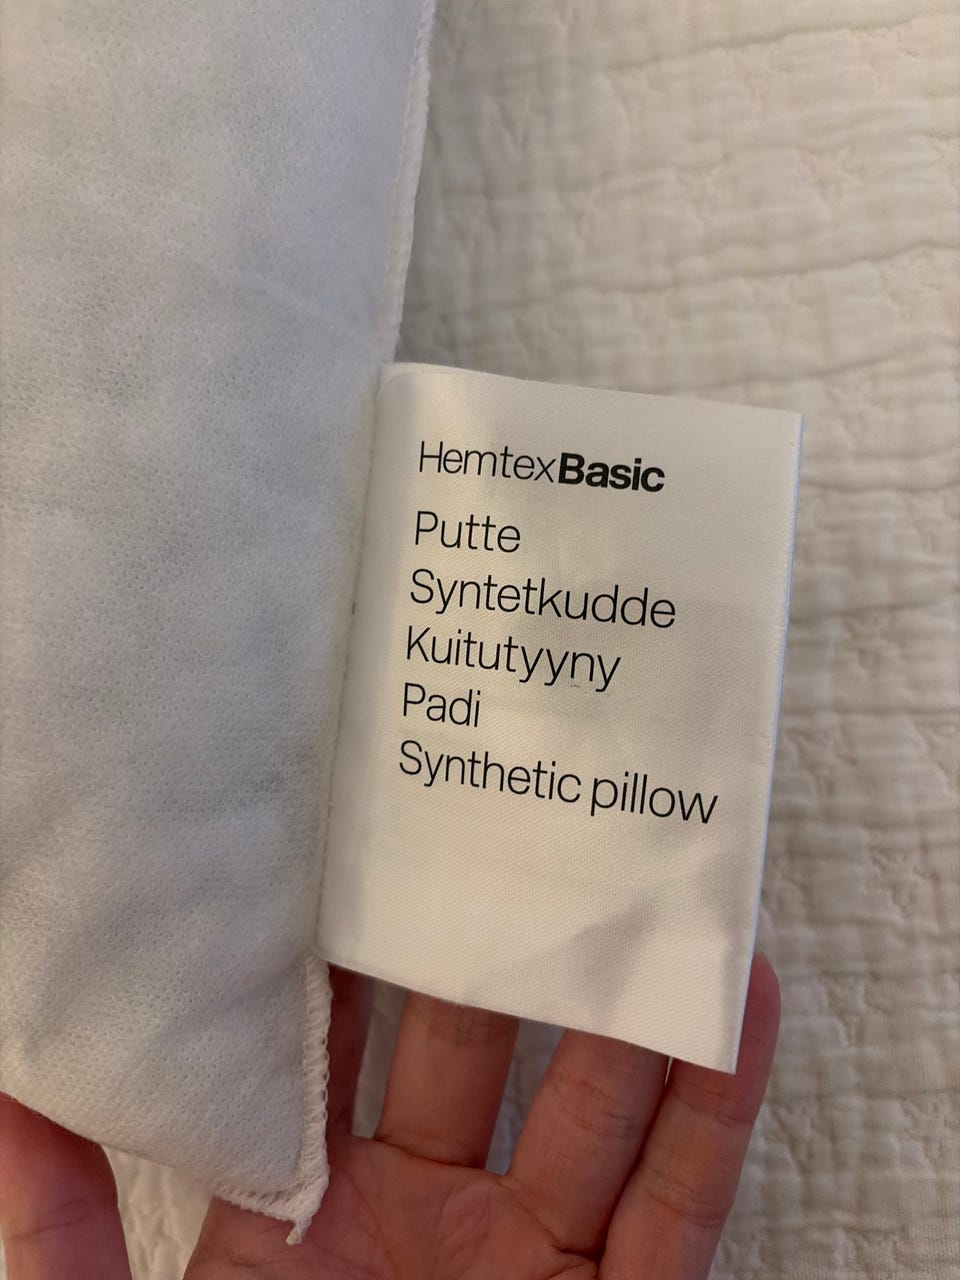 HemtexBasic
Putte
Syntetkudde
Kuitutyyny
Padi
Synthetic pillow